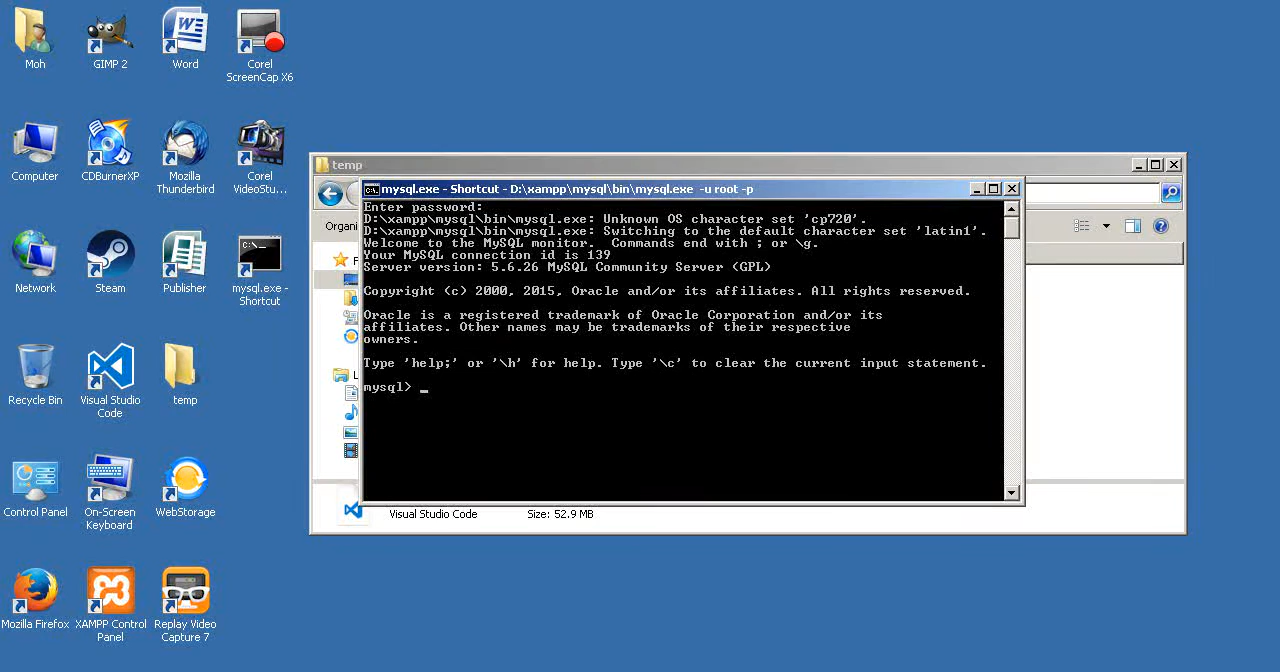 Moh
GIMP 2
Word
Corel
ScreenCap X6
Computer
CDBurnerXP
Mozilla
Thunderbird
Corel
VideoStu...
Network
Steam
Publisher
mysql.exe -
Shortcut
Recycle Bin
Visual Studio
Code
temp
Control Panel
On-Screen
Keyboard
WebStorage
Mozilla Firefox
XAMPP Control
Panel
Replay Video
Capture 7
temp
Organi
F
L
mysql.exe - Shortcut - D:\xampp\mysql\bin\mysql.exe -u root -p
Enter password:
D:\xampp\mysql\bin\mysql.exe: Unknown OS character set 'cp720'.
D:\xampp\mysql\bin\mysql.exe: Switching to the default character set 'latin1'.
Welcome to the MySQL monitor.  Commands end with ; or \g.
Your MySQL connection id is 139
Server version: 5.6.26 MySQL Community Server (GPL)
Copyright (c) 2000, 2015, Oracle and/or its affiliates. All rights reserved.
Oracle is a registered trademark of Oracle Corporation and/or its
affiliates. Other names may be trademarks of their respective
owners.
Type 'help;' or '\h' for help. Type '\c' to clear the current input statement.
mysql> _
Visual Studio Code
Size: 52.9 MB